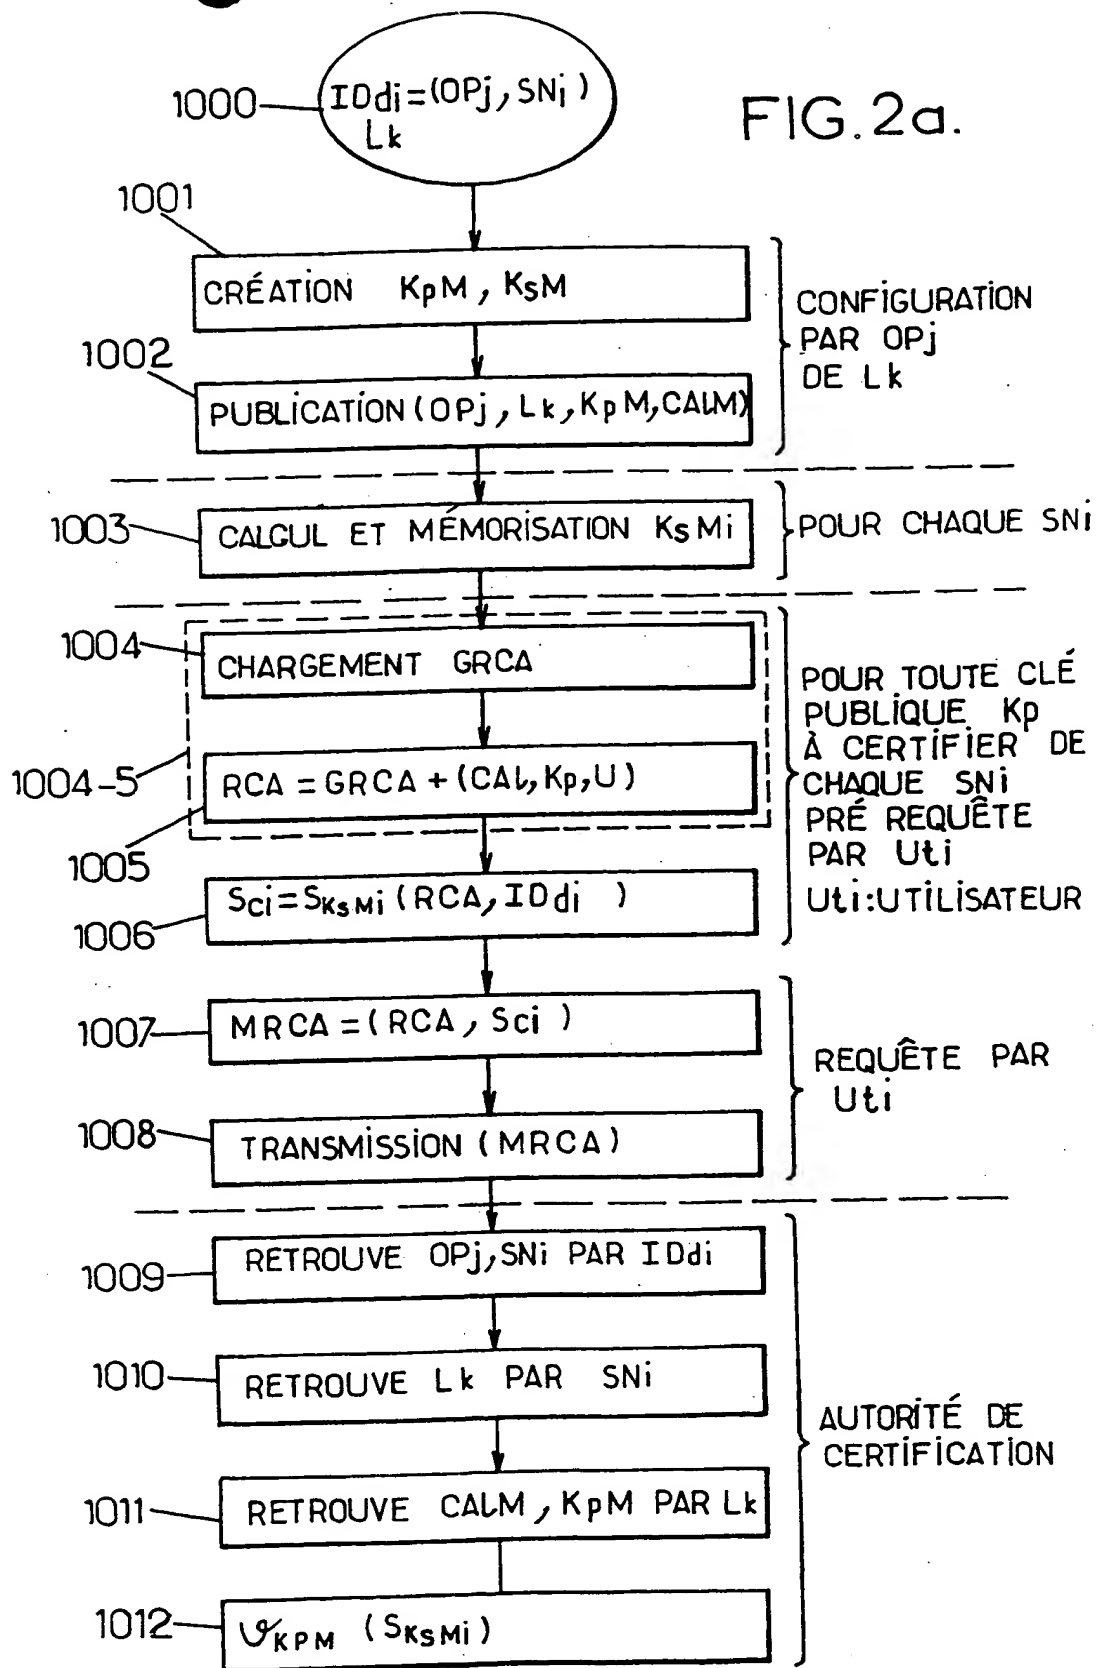 FIG.2a.
1000
IDdi=(OPj, SNi)
Lk
1001
CRÉATION KpM, KsM
CONFIGURATION
PAR OPj
DE Lk
1002
PUBLICATION(OPj, Lk, KpM, CALM)
1003
CALGUL ET MÉMORISATION KsMi
POUR CHAQUE SNi
1004
CHARGEMENT GRCA
1004-5
RCA = GRCA + (CAL, Kp, U)
1005
POUR TOUTE CLÉ
PUBLIQUE Kp
À CERTIFIER DE
CHAQUE SNi
PRÉ REQUÊTE
PAR Uti
Uti:UTILISATEUR
1006
Sci=SKsMi(RCA, IDdi )
1007
MRCA =(RCA, Sci)
REQUÊTE PAR
Uti
1008
TRANSMISSION (MRCA)
1009
RETROUVE OPj,SNi PAR IDdi
1010
RETROUVE Lk PAR SNi
AUTORITÉ DE
CERTIFICATION
1011
RETROUVE CALM, KpM PAR Lk
1012
𝒱KPM (SKsMi)